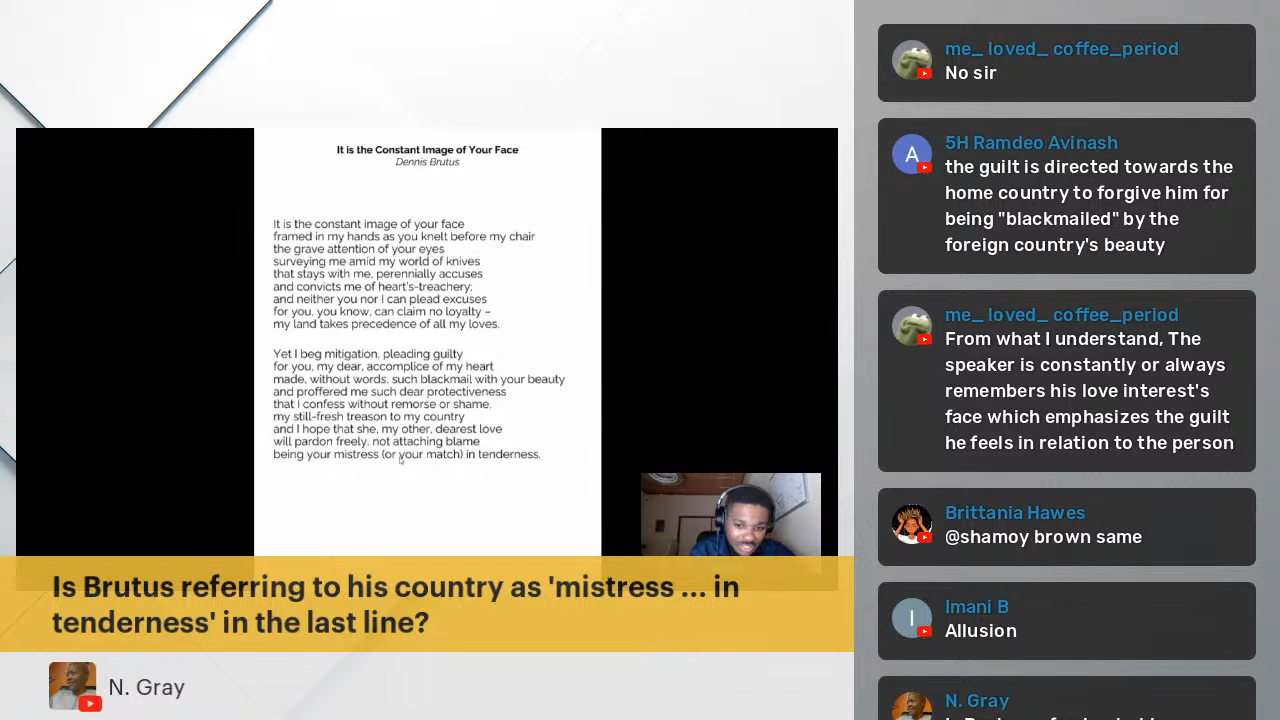 It is the Constant Image of Your Face
Dennis Brutus
It is the constant image of your face
framed in my hands as you knelt before my chair
the grave attention of your eyes
surveying me amid my world of knives
that stays with me, perennially accuses
and convicts me of heart's-treachery;
and neither you nor I can plead excuses
for you, you know, can claim no loyalty –
my land takes precedence of all my loves.
Yet I beg mitigation, pleading guilty
for you, my dear, accomplice of my heart
made, without words, such blackmail with your beauty
and proffered me such dear protectiveness
that I confess without remorse or shame,
my still-fresh treason to my country
and I hope that she, my other, dearest love
will pardon freely, not attaching blame
being your mistress (or your match) in tenderness.
Is Brutus referring to his country as 'mistress ... in
tenderness' in the last line?
N. Gray
me_ loved_ coffee_period
No sir
A
5H Ramdeo Avinash
the guilt is directed towards the
home country to forgive him for
being "blackmailed" by the
foreign country's beauty
me_ loved_ coffee_period
From what I understand, The
speaker is constantly or always
remembers his love interest's
face which emphasizes the guilt
he feels in relation to the person
Brittania Hawes
@shamoy brown same
I
Imani B
Allusion
N. Gray